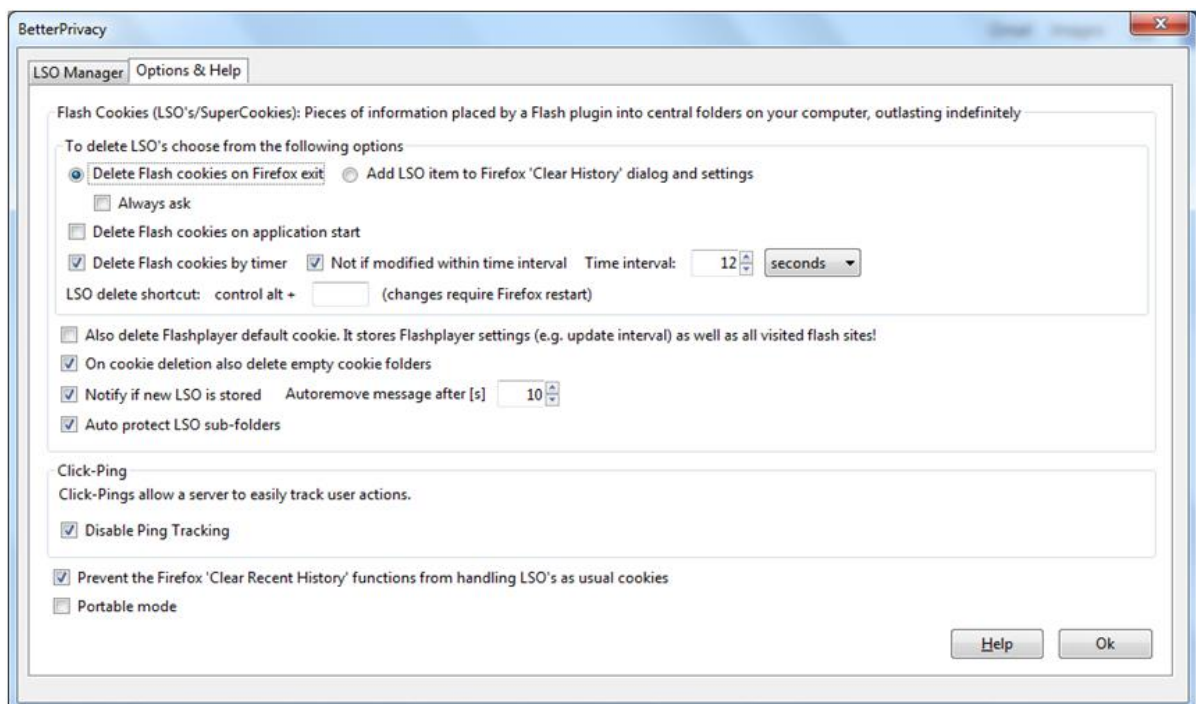 BetterPrivacy
LSO Manager Options & Help
Flash Cookies (LSO's/SuperCookies): Pieces of information placed by a Flash plugin into central folders on your computer, outlasting indefinitely
To delete LSO's choose from the following options
Delete Flash cookies on Firefox exit Add LSO item to Firefox 'Clear History' dialog and settings
Always ask
Delete Flash cookies on application start
Delete Flash cookies by timer Not if modified within time interval Time interval: 12 seconds
LSO delete shortcut: control alt + (changes require Firefox restart)
Also delete Flashplayer default cookie. It stores Flashplayer settings (e.g. update interval) as well as all visited flash sites!
On cookie deletion also delete empty cookie folders
Notify if new LSO is stored Autoremove message after [s] 10
Auto protect LSO sub-folders
Click-Ping
Click-Pings allow a server to easily track user actions.
Disable Ping Tracking
Prevent the Firefox 'Clear Recent History' functions from handling LSO's as usual cookies
Portable mode
Help Ok